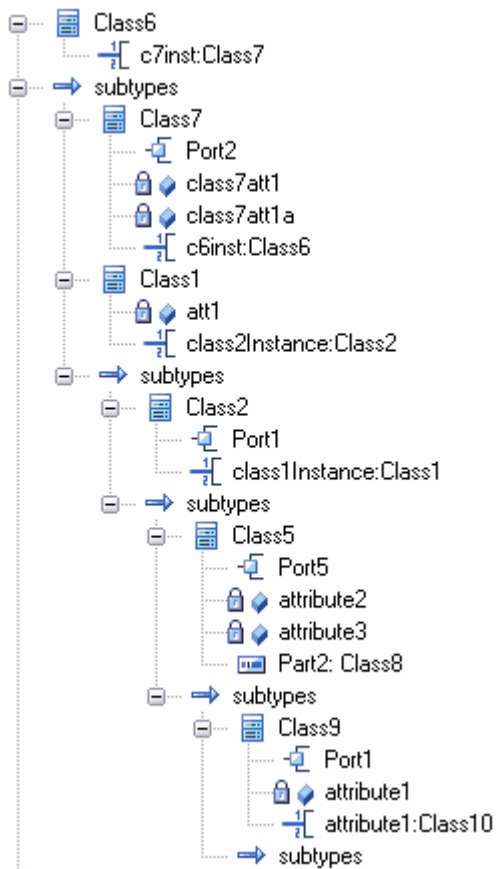 Class6
c7inst:Class7
subtypes
Class7
Port2
class7att1
class7att1a
c6inst:Class6
Class1
att1
class2Instance:Class2
subtypes
Class2
Port1
class1Instance:Class1
subtypes
Class5
Port5
attribute2
attribute3
Part2: Class8
subtypes
Class9
Port1
attribute1
attribute1:Class10
subtypes